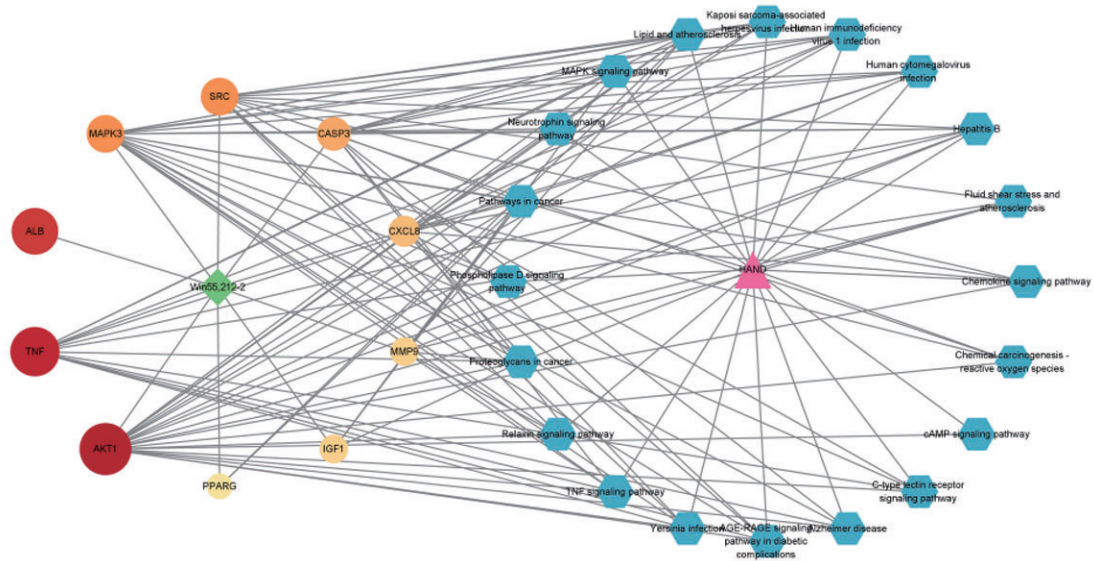 Kaposi sarcoma-associated
herpesvirus infection
Human immunodeficiency
virus 1 infection
Lipid and atherosclerosis
MAPK signaling pathway
Human cytomegalovirus
infection
SRC
MAPK3
CASP3
Neurotrophin signaling
pathway
Hepatitis B
Pathways in cancer
Fluid shear stress and
atherosclerosis
ALB
CXCL8
HAND
Phospholipase D signaling
pathway
Chemokine signaling pathway
Win55,212-2
TNF
MMP9
Proteoglycans in cancer
Chemical carcinogenesis -
reactive oxygen species
AKT1
IGF1
Relaxin signaling pathway
cAMP signaling pathway
PPARG
TNF signaling pathway
C-type lectin receptor
signaling pathway
Yersinia infection
AGE-RAGE signaling
pathway in diabetic
complications
Alzheimer disease